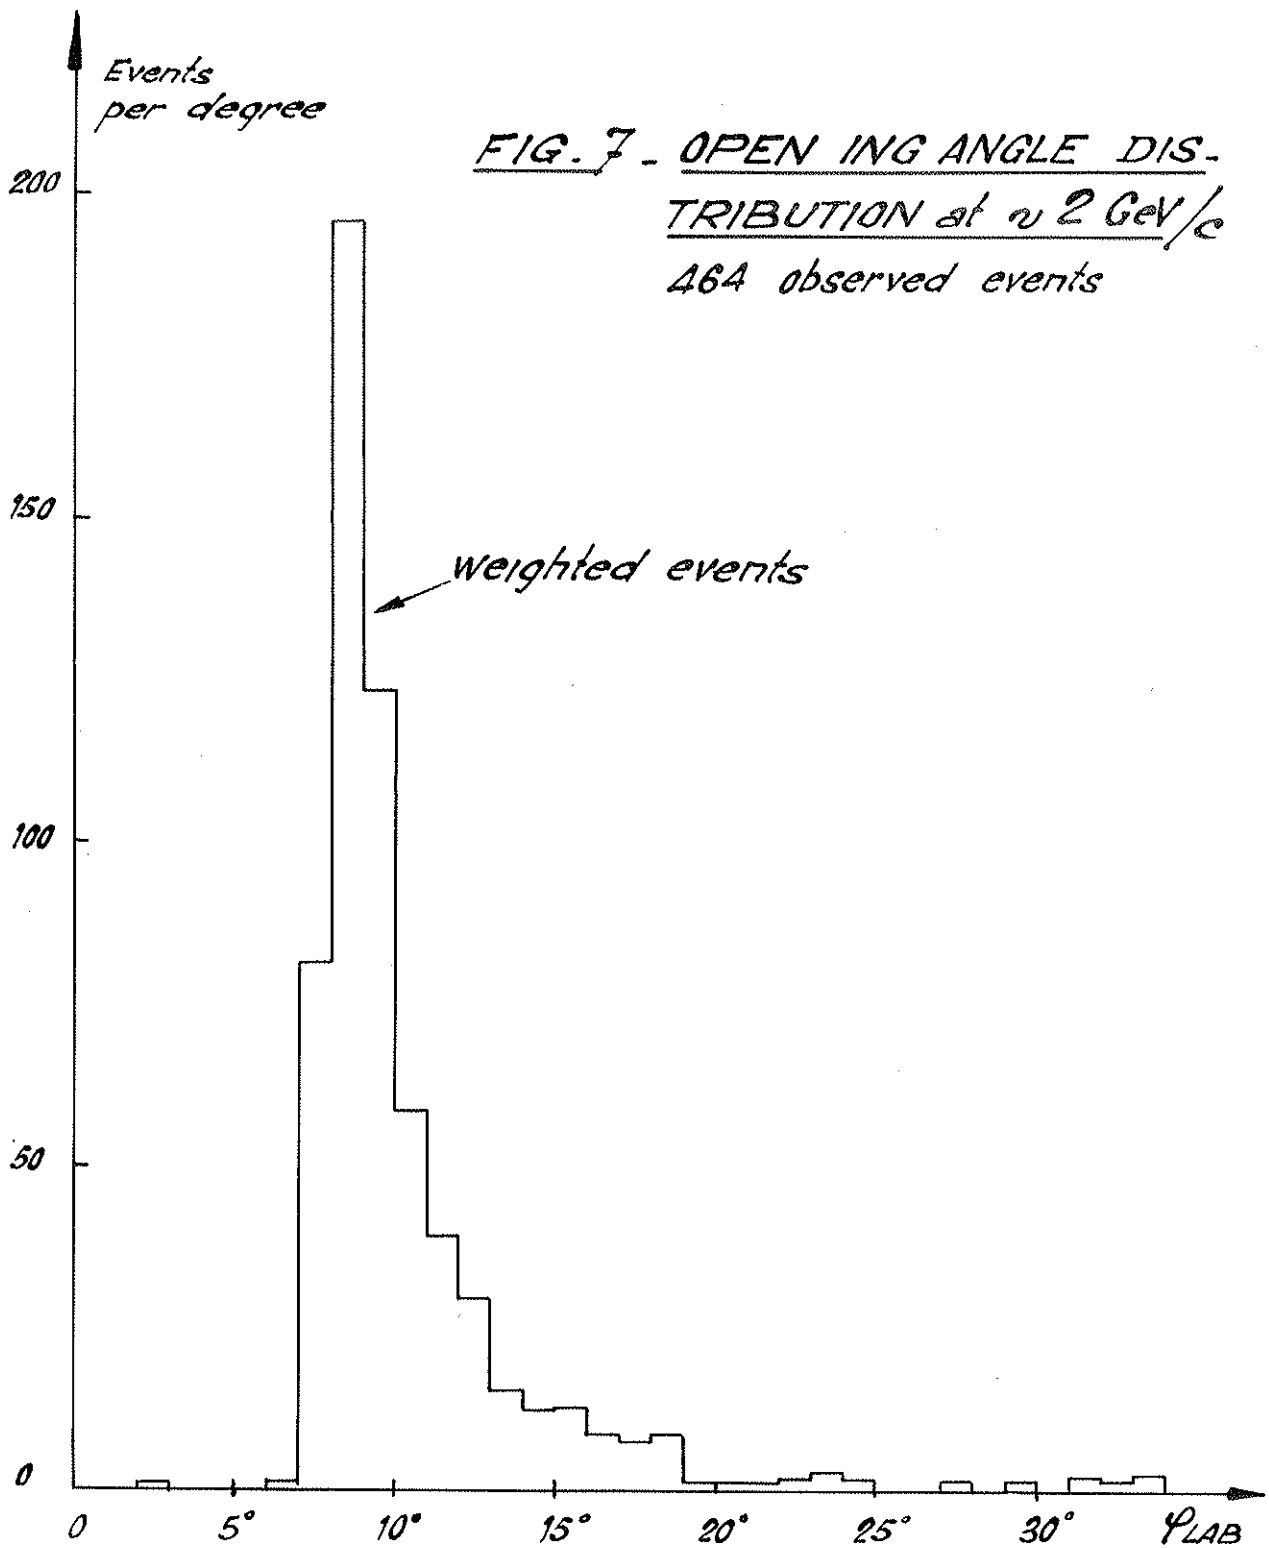 Events
per degree
FIG. 7 - OPEN ING ANGLE DIS-
TRIBUTION at ~ 2 GeV/c
464 observed events
200
150
weighted events
100
50
0
0 5° 10° 15° 20° 25° 30° φLAB